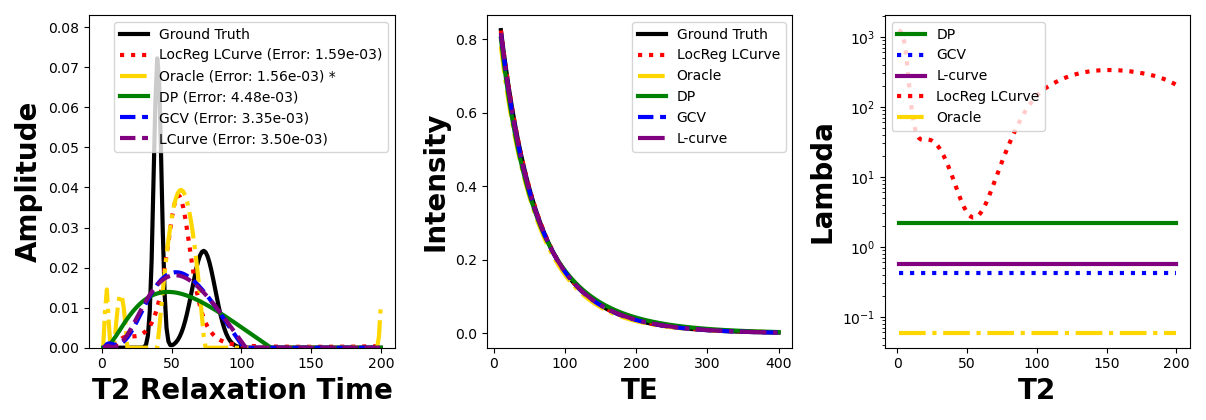 0.08
0.07
0.06
0.05
0.04
0.03
0.02
0.01
0.00
Amplitude
0
50
100
150
200
T2 Relaxation Time
Ground Truth
LocReg LCurve (Error: 1.59e-03)
Oracle (Error: 1.56e-03) *
DP (Error: 4.48e-03)
GCV (Error: 3.35e-03)
LCurve (Error: 3.50e-03)
0.8
0.6
0.4
0.2
0.0
Intensity
0
100
200
300
400
TE
Ground Truth
LocReg LCurve
Oracle
DP
GCV
L-curve
10³
10²
10¹
10⁰
10⁻¹
Lambda
0
50
100
150
200
T2
DP
GCV
L-curve
LocReg LCurve
Oracle